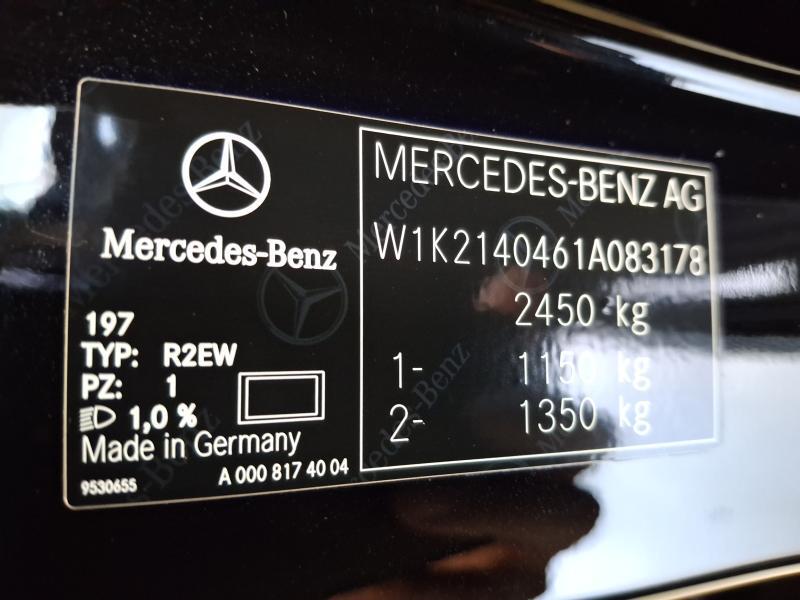 Mercedes-Benz
197
TYP: R2EW
PZ: 1
1,0 %
Made in Germany
A 000 817 40 04
9530655
MERCEDES-BENZ AG
W1K2140461A083178
2450 kg
1- 1150 kg
2- 1350 kg